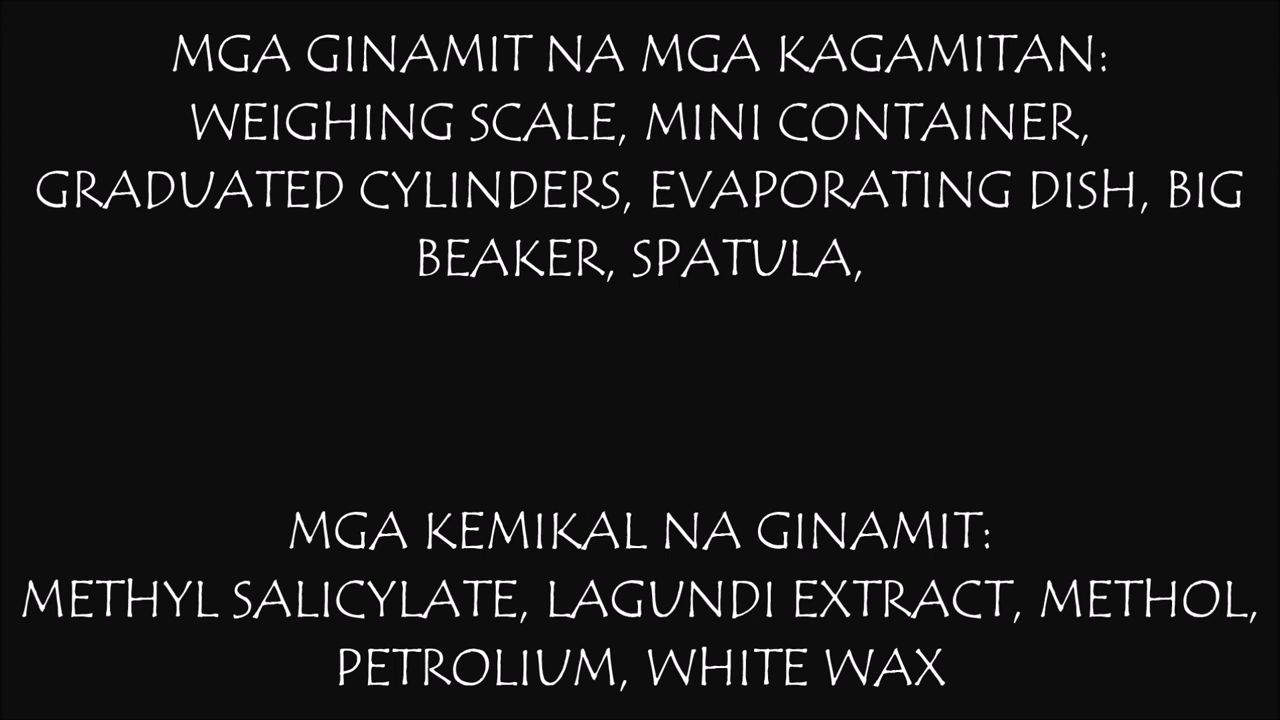 MGA GINAMIT NA MGA KAGAMITAN:
WEIGHING SCALE, MINI CONTAINER,
GRADUATED CYLINDERS, EVAPORATING DISH, BIG
BEAKER, SPATULA,
MGA KEMIKAL NA GINAMIT:
METHYL SALICYLATE, LAGUNDI EXTRACT, METHOL,
PETROLIUM, WHITE WAX